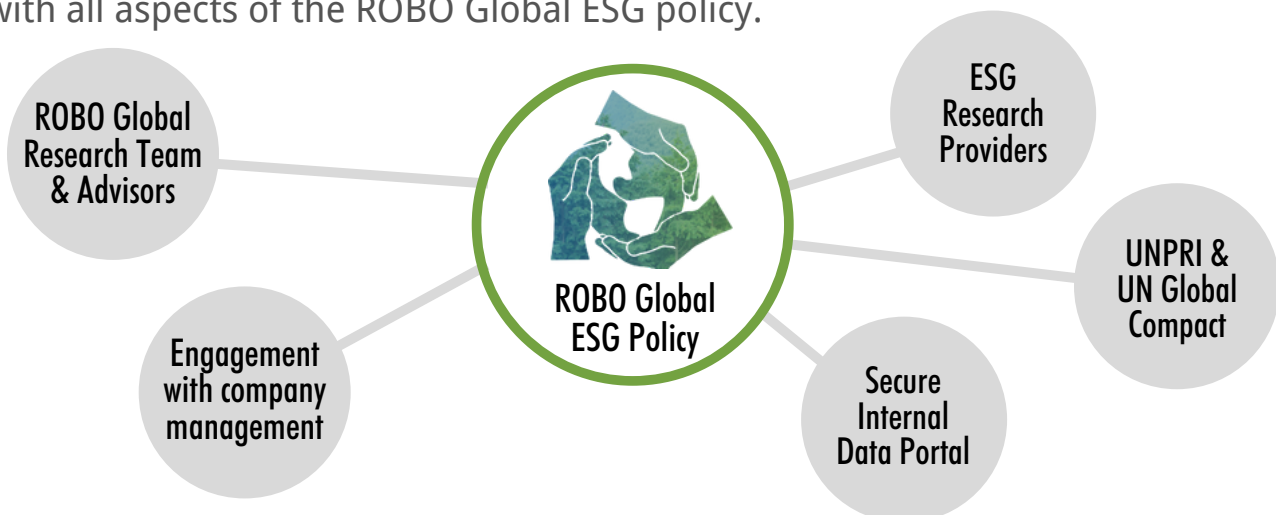 with all aspects of the ROBO Global ESG policy.
ROBO Global
Research Team
& Advisors
Engagement
with company
management
ROBO Global
ESG Policy
ESG
Research
Providers
UNPRI &
UN Global
Compact
Secure
Internal
Data Portal